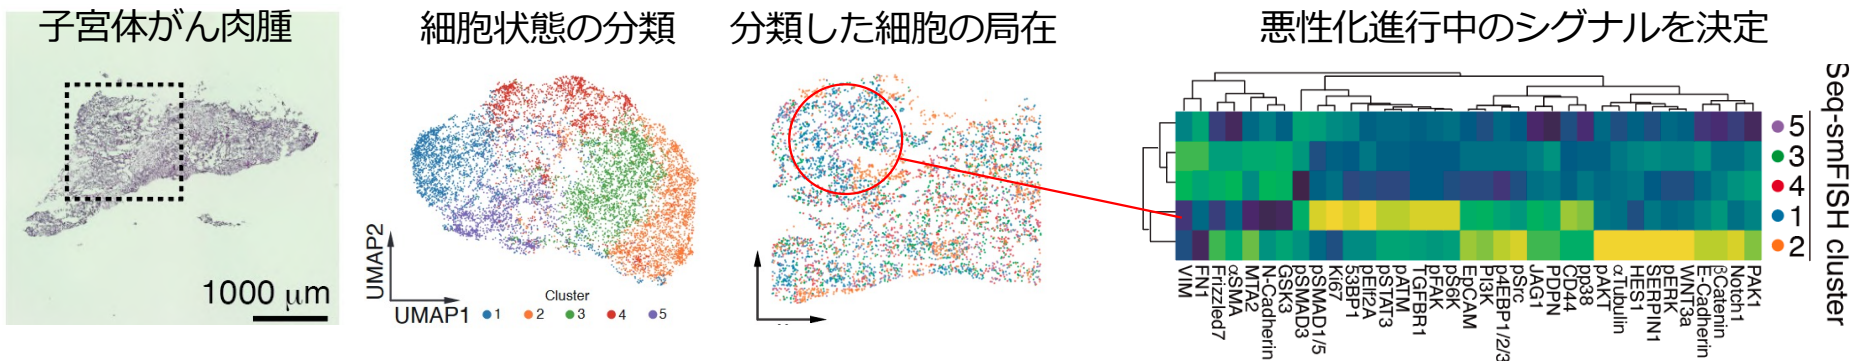 子宮体がん肉腫
細胞状態の分類
分類した細胞の局在
悪性化進行中のシグナルを決定
1000 μm
UMAP2
UMAP1
Cluster
1 2 3 4 5
5
3
4
1
2
Seq-smFISH cluster
VIM
FN1
Frizzled7
αSMA
MTA2
N-Cadherin
GSK3
pSMAD3
pSMAD1/5
Ki67
53BP1
pEif2A
pSTAT3
pATM
TGFBR1
pFAK
pS6K
EpCAM
PI3K
p4EBP1/2/3
pSrc
JAG1
PDPN
CD44
pp38
pAKT
αTubulin
HES1
SERPIN1
pERK
WNT3a
E-Cadherin
βCatenin
Notch1
PAK1